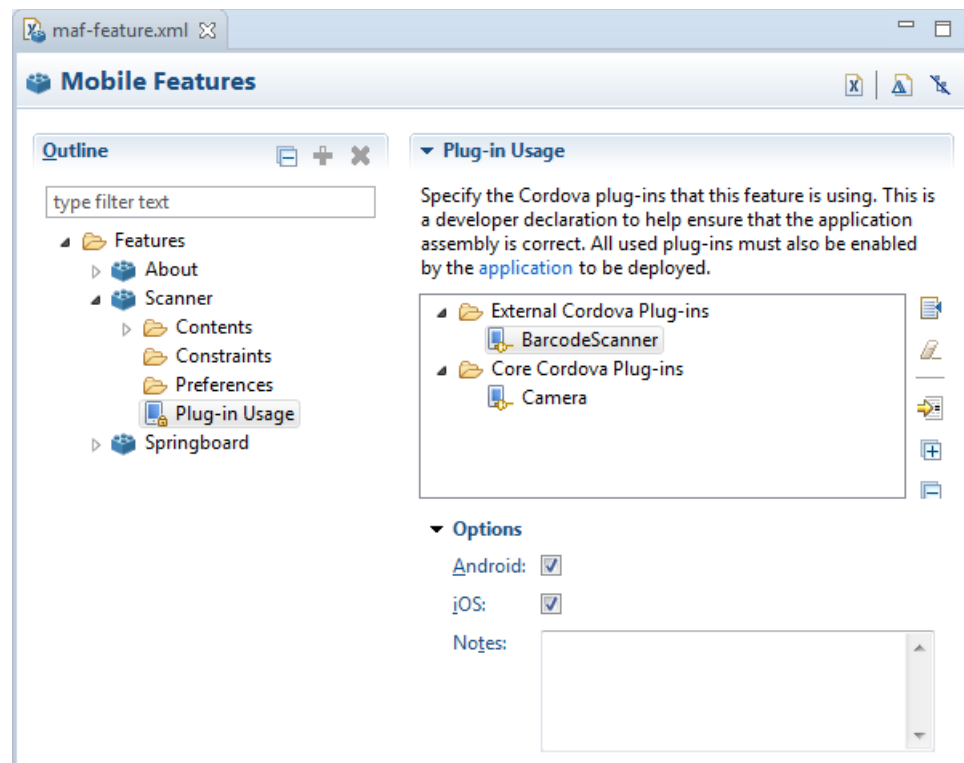 maf-feature.xml
Mobile Features
Outline
type filter text
Features
About
Scanner
Contents
Constraints
Preferences
Plug-in Usage
Springboard
Plug-in Usage
Specify the Cordova plug-ins that this feature is using. This is
a developer declaration to help ensure that the application
assembly is correct. All used plug-ins must also be enabled
by the application to be deployed.
External Cordova Plug-ins
BarcodeScanner
Core Cordova Plug-ins
Camera
Options
Android:
iOS:
Notes: